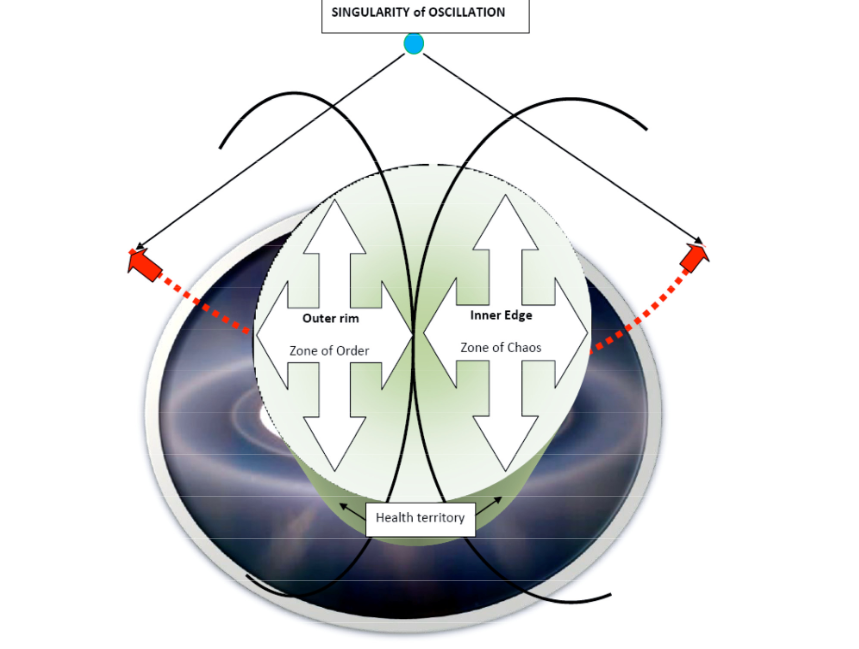 SINGULARITY of OSCILLATION
Outer rim
Zone of Order
Inner Edge
Zone of Chaos
Health territory